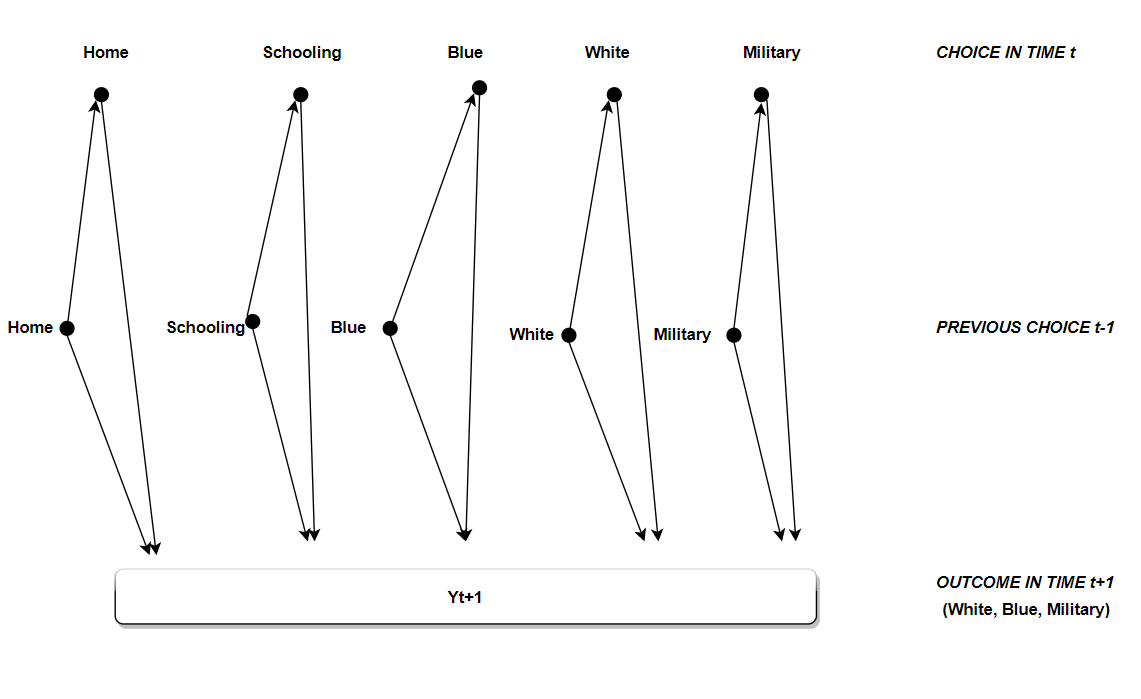 Home Schooling Blue White Military CHOICE IN TIME t
Home Schooling Blue White Military PREVIOUS CHOICE t-1
Yt+1
OUTCOME IN TIME t+1
(White, Blue, Military)